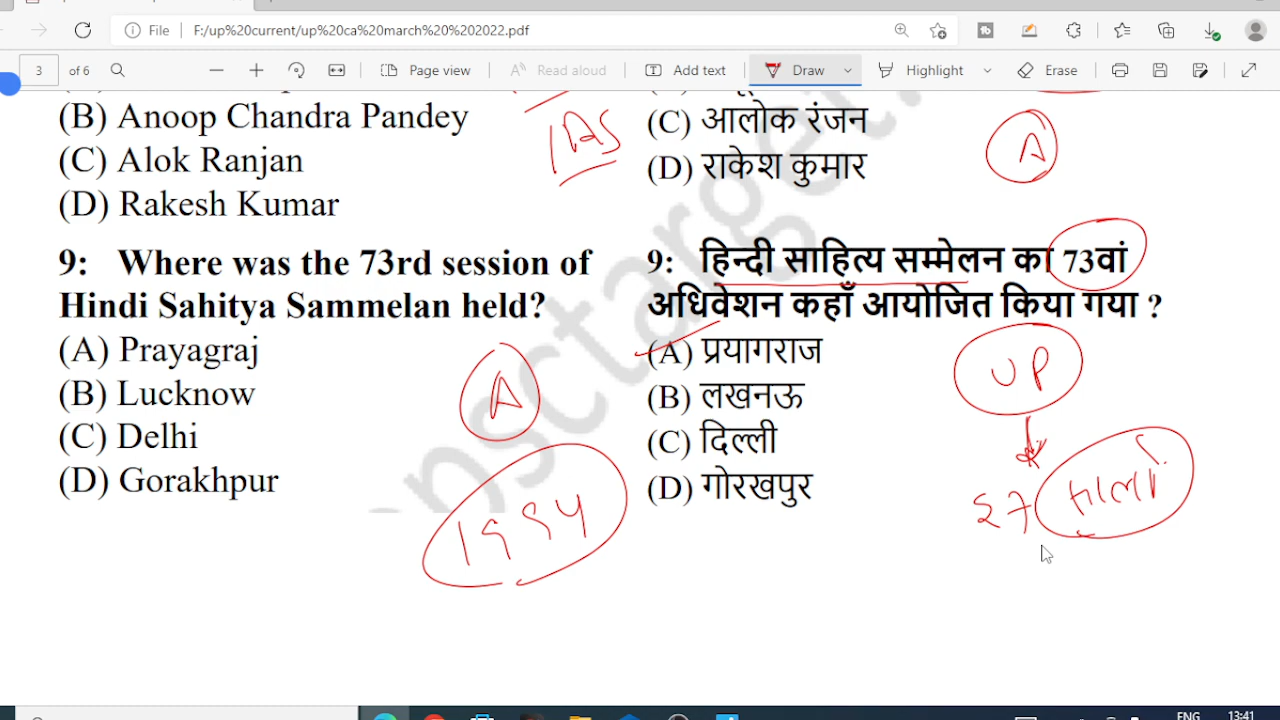 File F:/up%20current/up%20ca%20march%20%202022.pdf
3 of 6 Page view Read aloud Add text Draw Highlight Erase
(B) Anoop Chandra Pandey
(C) Alok Ranjan
(D) Rakesh Kumar
IAS
9: Where was the 73rd session of
Hindi Sahitya Sammelan held?
(A) Prayagraj
(B) Lucknow
(C) Delhi
(D) Gorakhpur
A
(C) आलोक रंजन
(D) राकेश कुमार
A
9: हिन्दी साहित्य सम्मेलन का 73वां
अधिवेशन कहाँ आयोजित किया गया ?
(A) प्रयागराज
(B) लखनऊ
(C) दिल्ली
(D) गोरखपुर
UP
ENG 13:41